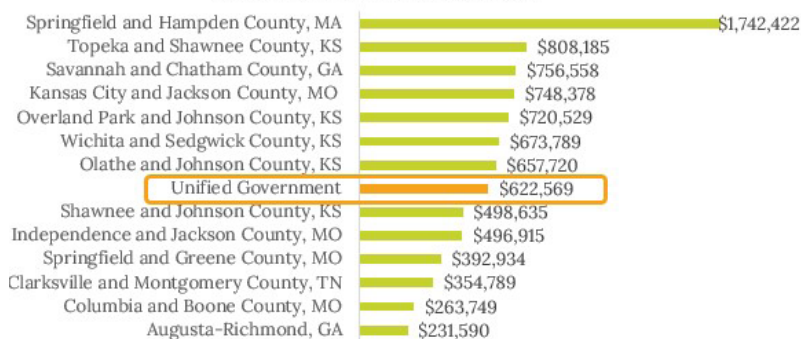 Springfield and Hampden County, MA $1,742,422
Topeka and Shawnee County, KS $808,185
Savannah and Chatham County, GA $756,558
Kansas City and Jackson County, MO $748,378
Overland Park and Johnson County, KS $720,529
Wichita and Sedgwick County, KS $673,789
Olathe and Johnson County, KS $657,720
Unified Government $622,569
Shawnee and Johnson County, KS $498,635
Independence and Jackson County, MO $496,915
Springfield and Greene County, MO $392,934
Clarksville and Montgomery County, TN $354,789
Columbia and Boone County, MO $263,749
Augusta-Richmond, GA $231,590